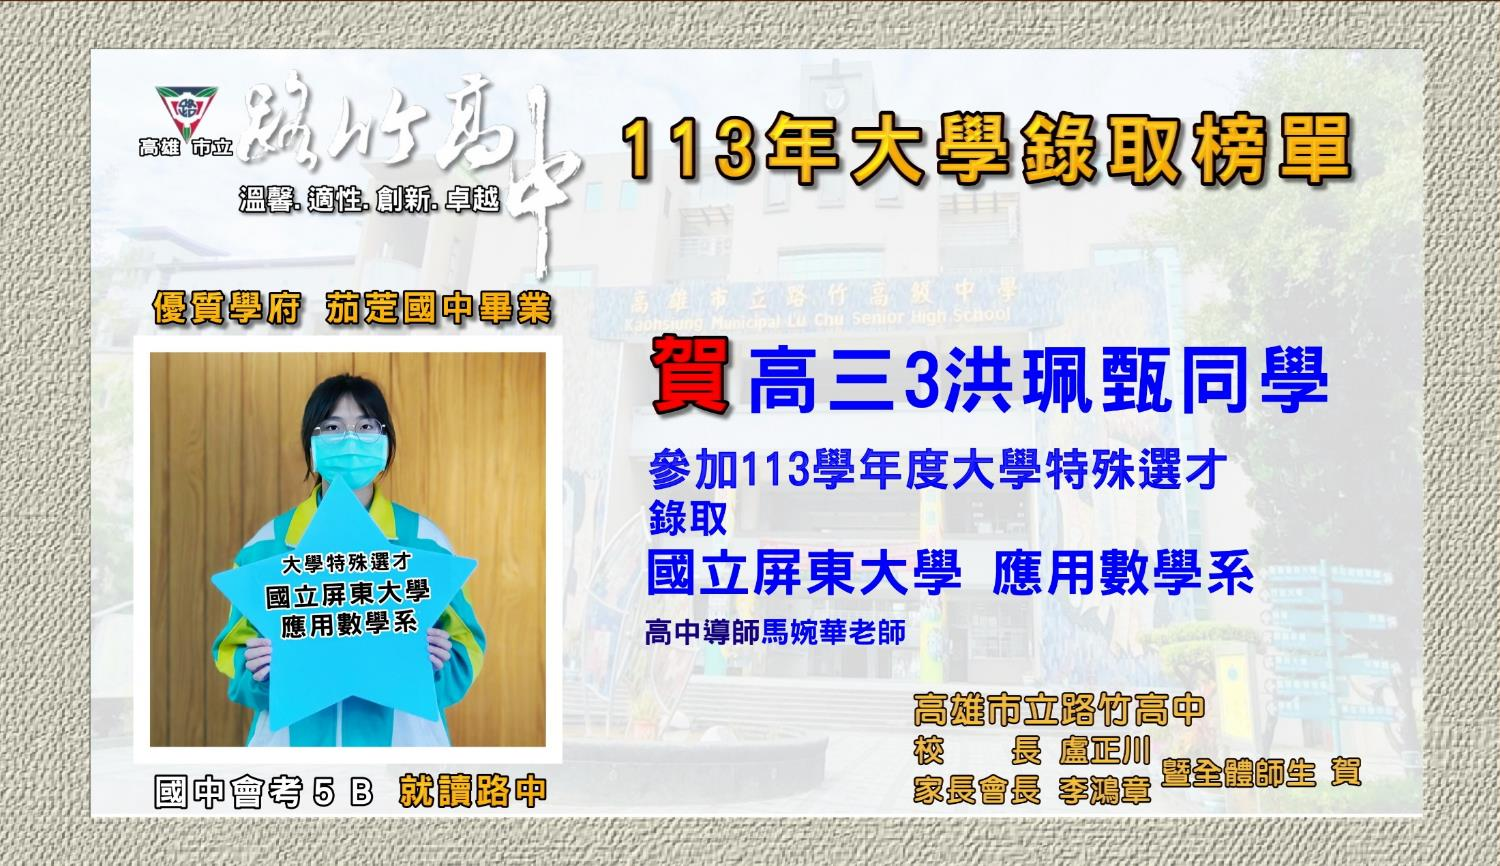 高雄市立
路竹高中
溫馨.適性.創新.卓越
113年大學錄取榜單
優質學府 茄萣國中畢業
高雄市立路竹高級中學
Kaohsiung Municipal Lu Chu Senior High School
賀高三3洪珮甄同學
參加113學年度大學特殊選才
錄取
國立屏東大學 應用數學系
高中導師馬婉華老師
大學特殊選才
國立屏東大學
應用數學系
國中會考5B 就讀路中
高雄市立路竹高中
校長 盧正川
家長會長 李鴻章
暨全體師生 賀